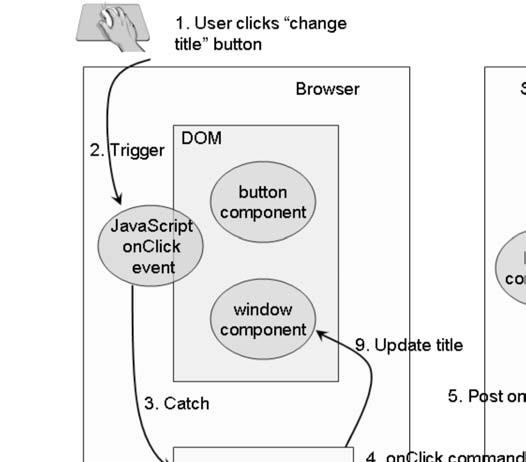 1. User clicks “change
title” button
Browser
DOM
2. Trigger
button
component
JavaScript
onClick
event
window
component
9. Update title
3. Catch
5. Post
4. onClick command